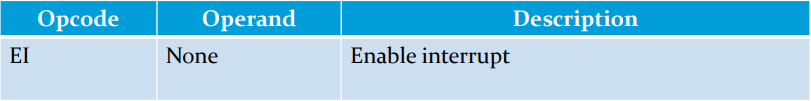 Opcode Operand Description
EI None Enable interrupt